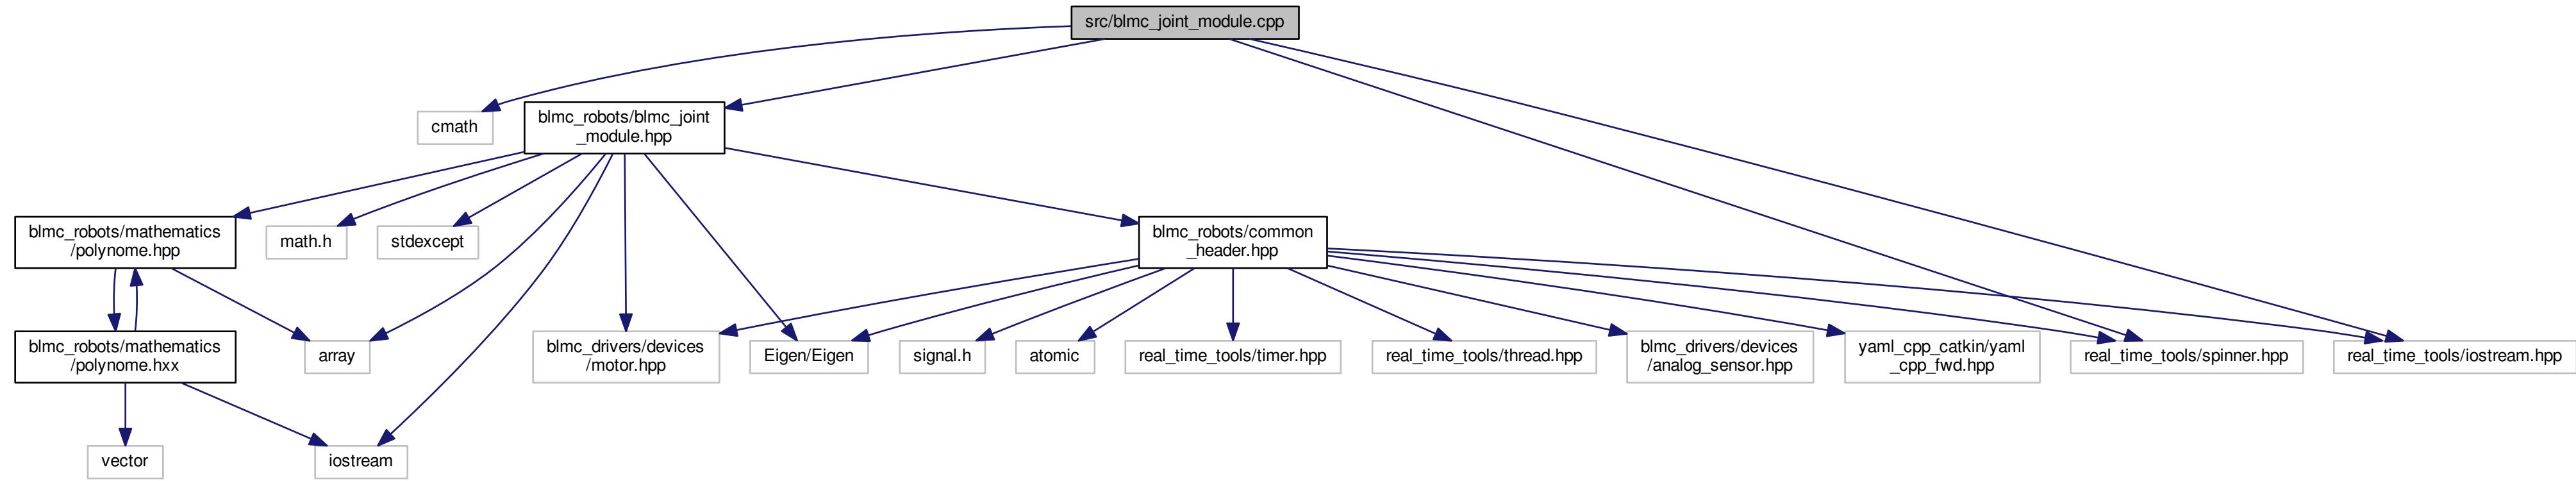 src/blmc_joint_module.cpp
cmath
blmc_robots/blmc_joint
_module.hpp
blmc_robots/mathematics
/polynome.hpp
math.h
stdexcept
blmc_robots/common
_header.hpp
blmc_robots/mathematics
/polynome.hxx
array
blmc_drivers/devices
/motor.hpp
Eigen/Eigen
signal.h
atomic
real_time_tools/timer.hpp
real_time_tools/thread.hpp
blmc_drivers/devices
/analog_sensor.hpp
yaml_cpp_catkin/yaml
_cpp_fwd.hpp
real_time_tools/spinner.hpp
real_time_tools/iostream.hpp
vector
iostream